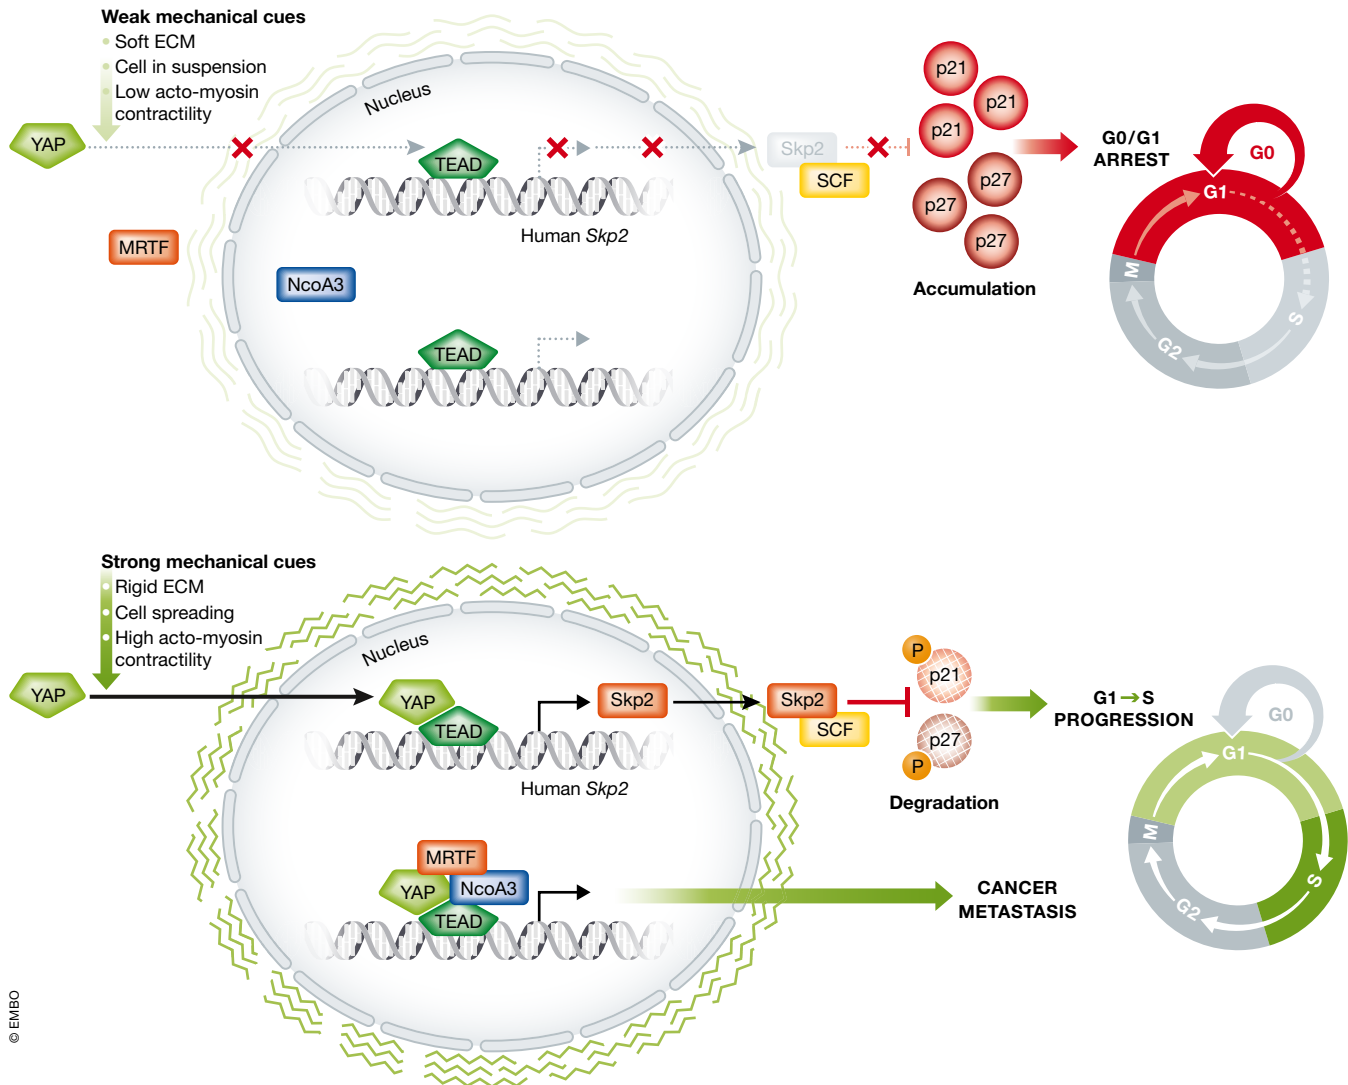 Weak mechanical cues
• Soft ECM
• Cell in suspension
• Low acto-myosin
contractility
YAP
Nucleus
TEAD
Human Skp2
MRTF
NcoA3
TEAD
Skp2
SCF
p21
p21
p21
p27
p27
p27
Accumulation
G0/G1
ARREST
G0
G1
S
G2
M
Strong mechanical cues
• Rigid ECM
• Cell spreading
• High acto-myosin
contractility
YAP
Nucleus
YAP
TEAD
Human Skp2
Skp2
Skp2
SCF
P
p21
p27
P
Degradation
G1→S
PROGRESSION
G0
G1
S
G2
M
MRTF
YAP
NcoA3
TEAD
CANCER
METASTASIS
© EMBO